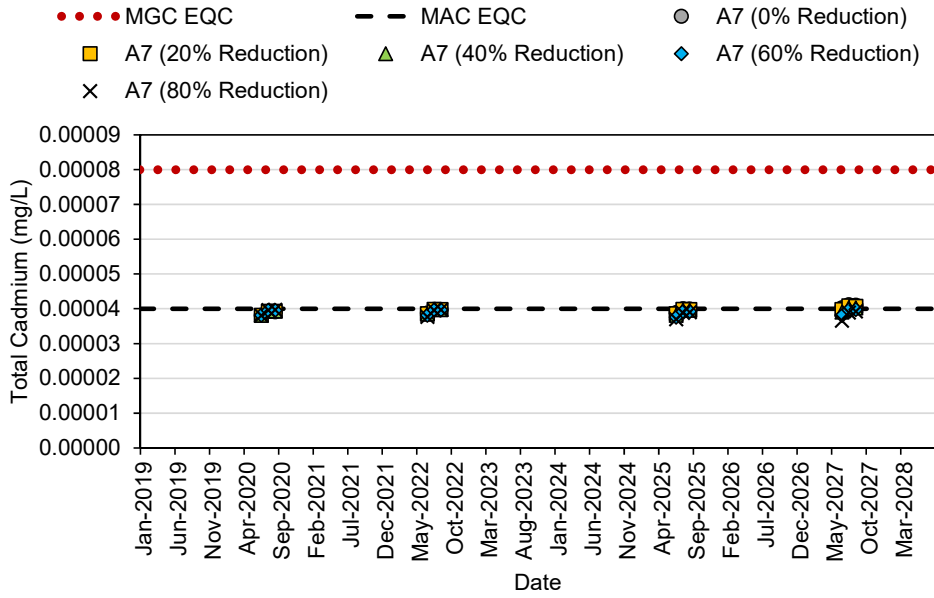 MGC EQC MAC EQC A7 (0% Reduction)
A7 (20% Reduction) A7 (40% Reduction) A7 (60% Reduction)
A7 (80% Reduction)
0.00009
0.00008
0.00007
0.00006
0.00005
0.00004
0.00003
0.00002
0.00001
0.00000
Total Cadmium (mg/L)
Jan-2019
Jun-2019
Nov-2019
Apr-2020
Sep-2020
Feb-2021
Jul-2021
Dec-2021
May-2022
Oct-2022
Mar-2023
Aug-2023
Jan-2024
Jun-2024
Nov-2024
Apr-2025
Sep-2025
Feb-2026
Jul-2026
Dec-2026
May-2027
Oct-2027
Mar-2028
Date